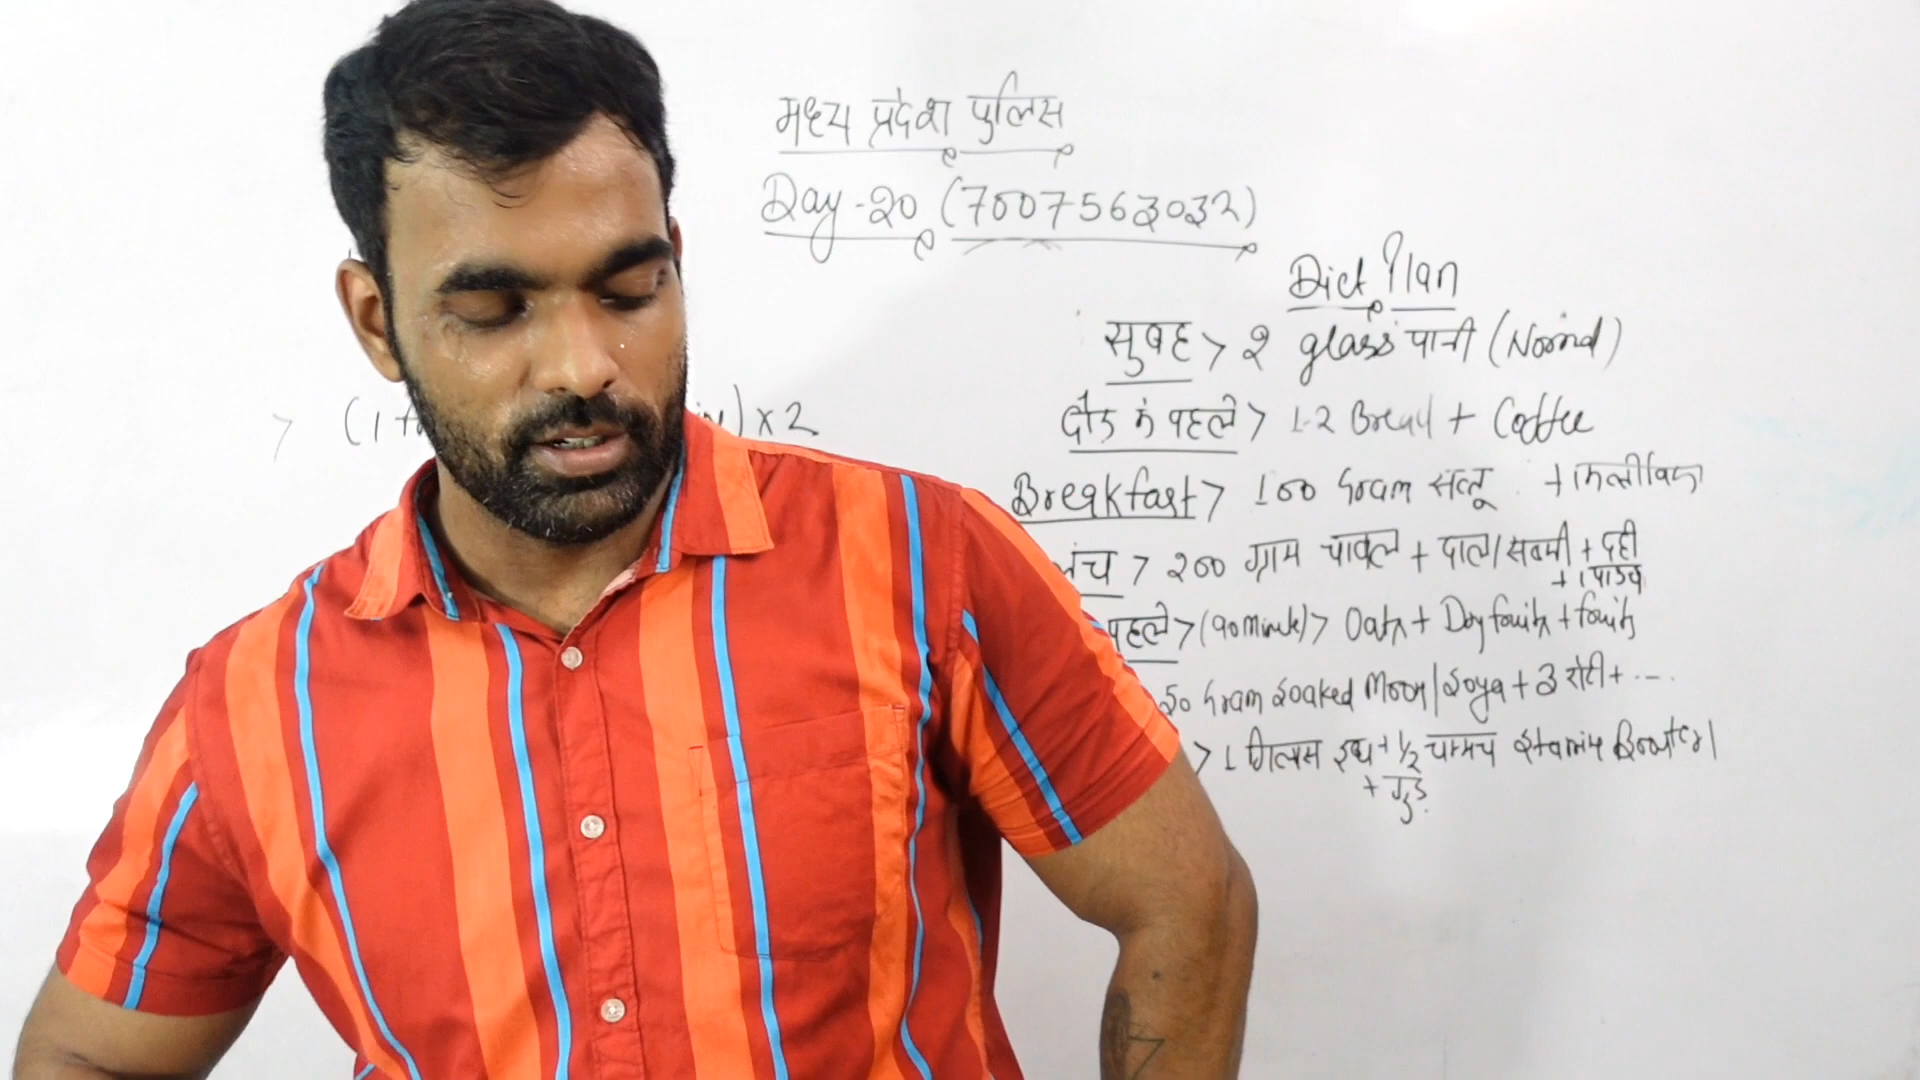 मध्य प्रदेश पुलिस
Day-20 (7007563032)
Diet Plan
सुबह > 2 glass पानी (Normal)
दौड़ के पहले > 1-2 Bread + Coffee
> (1 + ) x 2
Breakfast > 100 Gram सत्तू +
लंच > 200 ग्राम चावल + दाल/सब्जी + दही
+
पहले > (90 Minute) > Oats + Dry fruits + fruits
50 Gram Soaked Moon/Soya + 3 रोटी + ...
> 1 गिलास दूध + 1/2 चम्मच Stamina Booster
+ गुड़